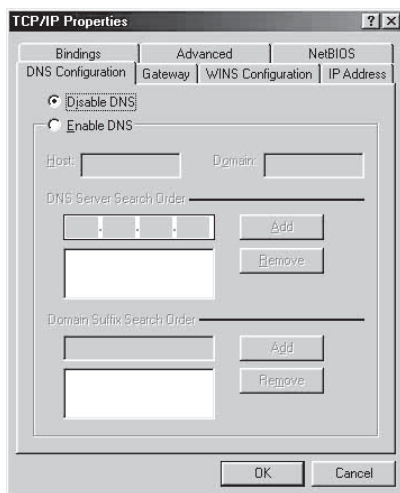 TCP/IP Properties ? X
Bindings Advanced NetBIOS
DNS Configuration Gateway WINS Configuration IP Address
Disable DNS
Enable DNS
Host: Domain:
DNS Server Search Order
. . . Add
Remove
Domain Suffix Search Order
Add
Remove
OK Cancel